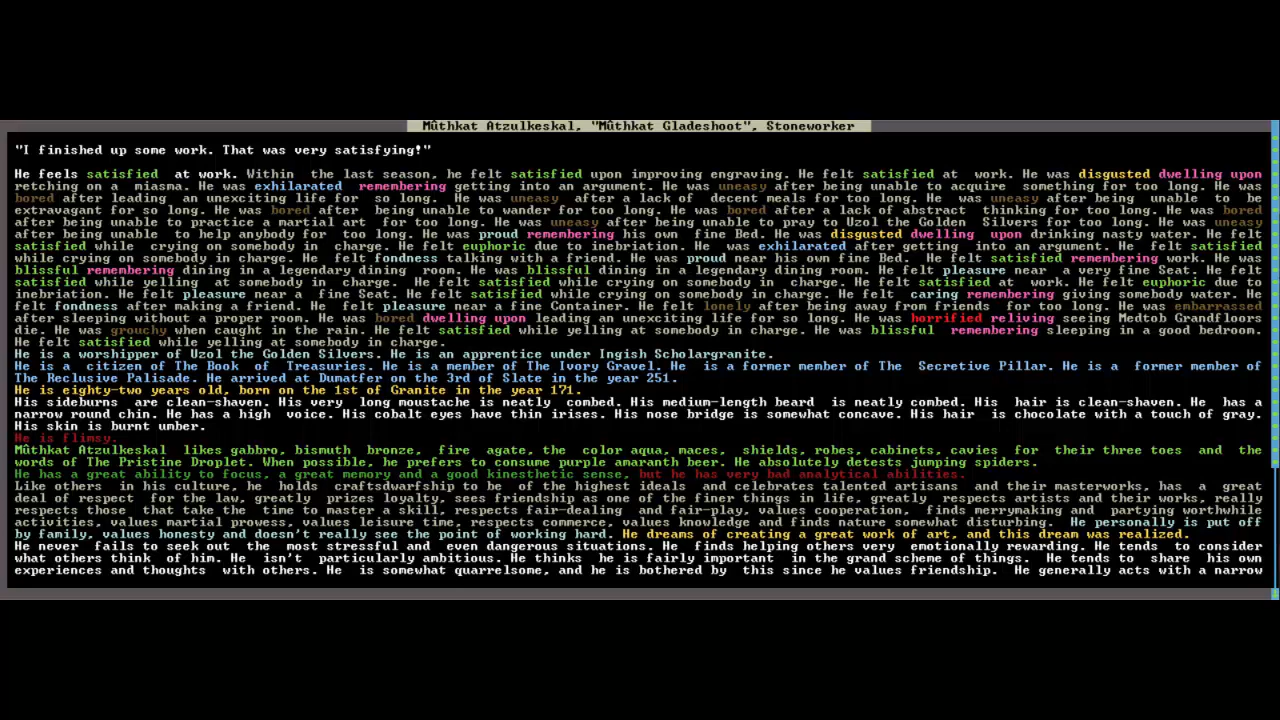 Mûthkat Atzulkeskal, "Mûthkat Gladeshoot", Stoneworker
"I finished up some work. That was very satisfying!"
He feels satisfied at work. Within the last season, he felt satisfied upon improving engraving. He felt satisfied at work. He was disgusted dwelling upon
retching on a miasma. He was exhilarated remembering getting into an argument. He was uneasy after being unable to acquire something for too long. He was
bored after leading an unexciting life for so long. He was uneasy after a lack of decent meals for too long. He was uneasy after being unable to be
extravagant for so long. He was bored after being unable to wander for too long. He was bored after a lack of abstract thinking for too long. He was bored
after being unable to practice a martial art for too long. He was uneasy after being unable to pray to Uzol the Golden Silvers for too long. He was uneasy
after being unable to help anybody for too long. He was proud remembering his own fine Bed. He was disgusted dwelling upon drinking nasty water. He felt
satisfied while crying on somebody in charge. He felt euphoric due to inebriation. He was exhilarated after getting into an argument. He felt satisfied
while crying on somebody in charge. He felt fondness talking with a friend. He was proud near his own fine Bed. He felt satisfied remembering work. He was
blissful remembering dining in a legendary dining room. He was blissful dining in a legendary dining room. He felt pleasure near a very fine Seat. He felt
satisfied while yelling at somebody in charge. He felt satisfied while crying on somebody in charge. He felt satisfied at work. He felt euphoric due to
inebriation. He felt pleasure near a fine Seat. He felt satisfied while crying on somebody in charge. He felt caring remembering giving somebody water. He
felt fondness after making a friend. He felt pleasure near a fine Container. He felt lonely after being away from friends for too long. He was embarrassed
after sleeping without a proper room. He was bored dwelling upon leading an unexciting life for so long. He was horrified reliving seeing Medtob Grandfloors
die. He was grouchy when caught in the rain. He felt satisfied while yelling at somebody in charge. He was blissful remembering sleeping in a good bedroom.
He felt satisfied while yelling at somebody in charge.
He is a worshipper of Uzol the Golden Silvers. He is an apprentice under Ingish Scholargranite.
He is a citizen of The Book of Treasuries. He is a member of The Ivory Gravel. He is a former member of The Secretive Pillar. He is a former member of
The Reclusive Palisade. He arrived at Dumatfer on the 3rd of Slate in the year 251.
He is eighty-two years old, born on the 1st of Granite in the year 171.
His sideburns are clean-shaven. His very long moustache is neatly combed. His medium-length beard is neatly combed. His hair is clean-shaven. He has a
narrow round chin. He has a high voice. His cobalt eyes have thin irises. His nose bridge is somewhat concave. His hair is chocolate with a touch of gray.
His skin is burnt umber.
He is flimsy.
Mûthkat Atzulkeskal likes gabbro, bismuth bronze, fire agate, the color aqua, maces, shields, robes, cabinets, cavies for their three toes and the
words of The Pristine Droplet. When possible, he prefers to consume purple amaranth beer. He absolutely detests jumping spiders.
He has a great ability to focus, a great memory and a good kinesthetic sense, but he has very bad analytical abilities.
Like others in his culture, he holds craftsdwarfship to be of the highest ideals and celebrates talented artisans and their masterworks, has a great
deal of respect for the law, greatly prizes loyalty, sees friendship as one of the finer things in life, greatly respects artists and their works, really
respects those that take the time to master a skill, respects fair-dealing and fair-play, values cooperation, finds merrymaking and partying worthwhile
activities, values martial prowess, values leisure time, respects commerce, values knowledge and finds nature somewhat disturbing. He personally is put off
by family, values honesty and doesn't really see the point of working hard. He dreams of creating a great work of art, and this dream was realized.
He never fails to seek out the most stressful and even dangerous situations. He finds helping others very emotionally rewarding. He tends to consider
what others think of him. He isn't particularly ambitious. He thinks he is fairly important in the grand scheme of things. He tends to share his own
experiences and thoughts with others. He is somewhat quarrelsome, and he is bothered by this since he values friendship. He generally acts with a narrow